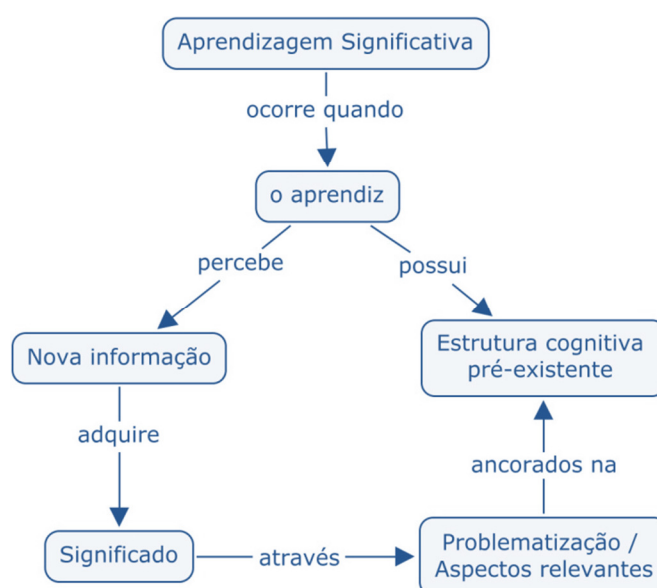 Aprendizagem Significativa
ocorre quando
o aprendiz
percebe
possui
Nova informação
Estrutura cognitiva
pré-existente
adquire
ancorados na
Significado
através
Problematização /
Aspectos relevantes